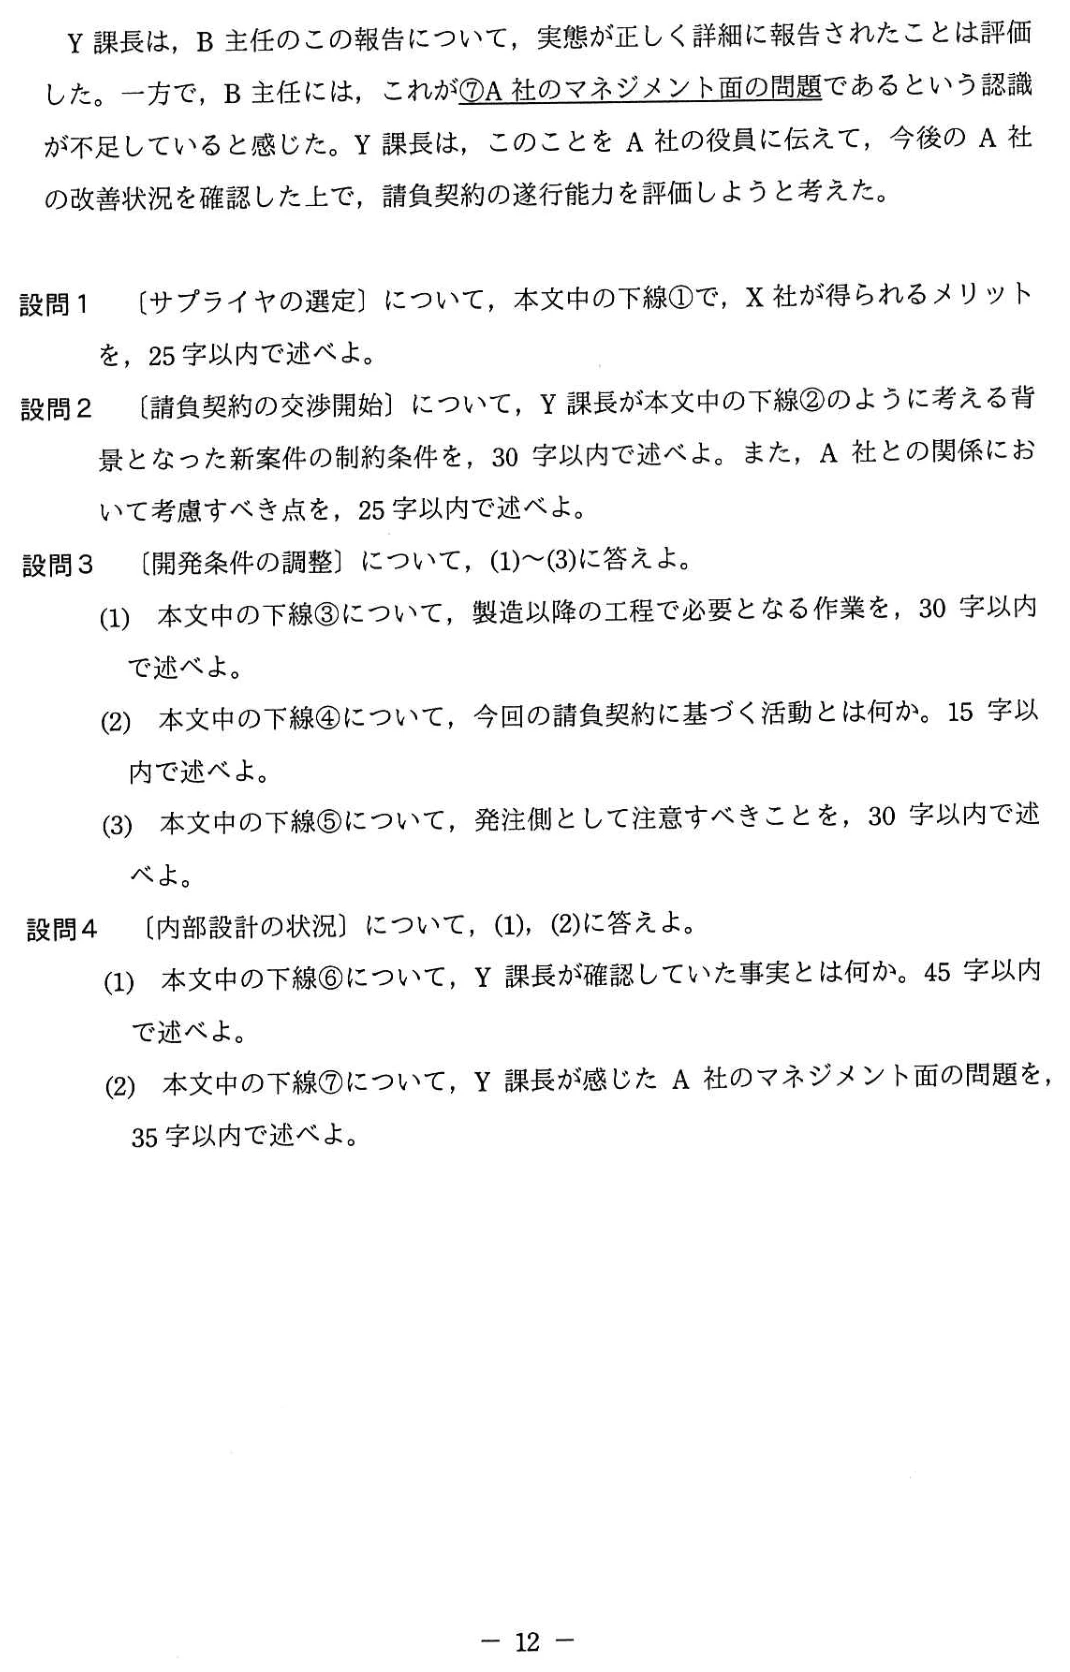 Y 課長は，B 主任のこの報告について，実態が正しく詳細に報告されたことは評価
した。一方で，B 主任には，これが⑦A 社のマネジメント面の問題であるという認識
が不足していると感じた。Y 課長は，このことを A 社の役員に伝えて，今後の A 社
の改善状況を確認した上で，請負契約の遂行能力を評価しようと考えた。
設問1 〔サプライヤの選定〕について，本文中の下線①で，X 社が得られるメリット
を，25 字以内で述べよ。
設問2 〔請負契約の交渉開始〕について，Y 課長が本文中の下線②のように考える背
景となった新案件の制約条件を，30 字以内で述べよ。また，A 社との関係にお
いて考慮すべき点を，25 字以内で述べよ。
設問3 〔開発条件の調整〕について，(1)～(3)に答えよ。
(1) 本文中の下線③について，製造以降の工程で必要となる作業を，30 字以内
で述べよ。
(2) 本文中の下線④について，今回の請負契約に基づく活動とは何か。15 字以
内で述べよ。
(3) 本文中の下線⑤について，発注側として注意すべきことを，30 字以内で述
べよ。
設問4 〔内部設計の状況〕について，(1)，(2)に答えよ。
(1) 本文中の下線⑥について，Y 課長が確認していた事実とは何か。45 字以内
で述べよ。
(2) 本文中の下線⑦について，Y 課長が感じた A 社のマネジメント面の問題を，
35 字以内で述べよ。
－ 12 －